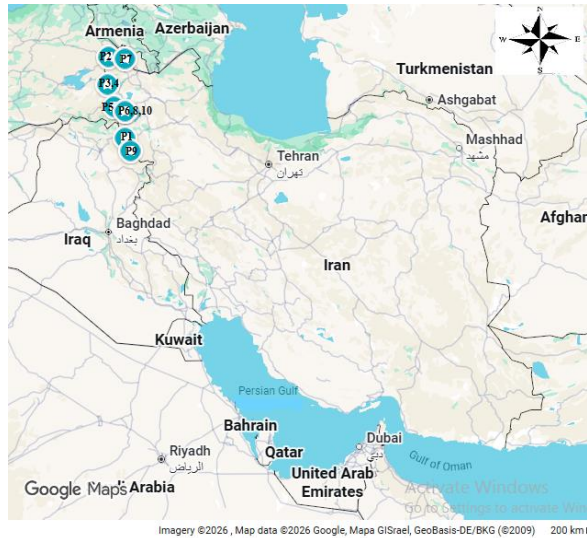 Armenia
Azerbaijan
N
W
E
S
P2
P7
P3,4
P5
P6,8,10
P1
P9
Turkmenistan
Ashgabat
Mashhad
مشهد
Tehran
تهران
Afghan
Baghdad
بغداد
Iraq
Iran
Kuwait
Persian Gulf
Bahrain
Qatar
Dubai
دبي
Gulf of Oman
Riyadh
الرياض
United Arab
Emirates
Google Maps
Arabia
Activate Windows
Go to Settings to activate Win
Imagery ©2026 , Map data ©2026 Google, Mapa GISrael, GeoBasis-DE/BKG (©2009) 200 km